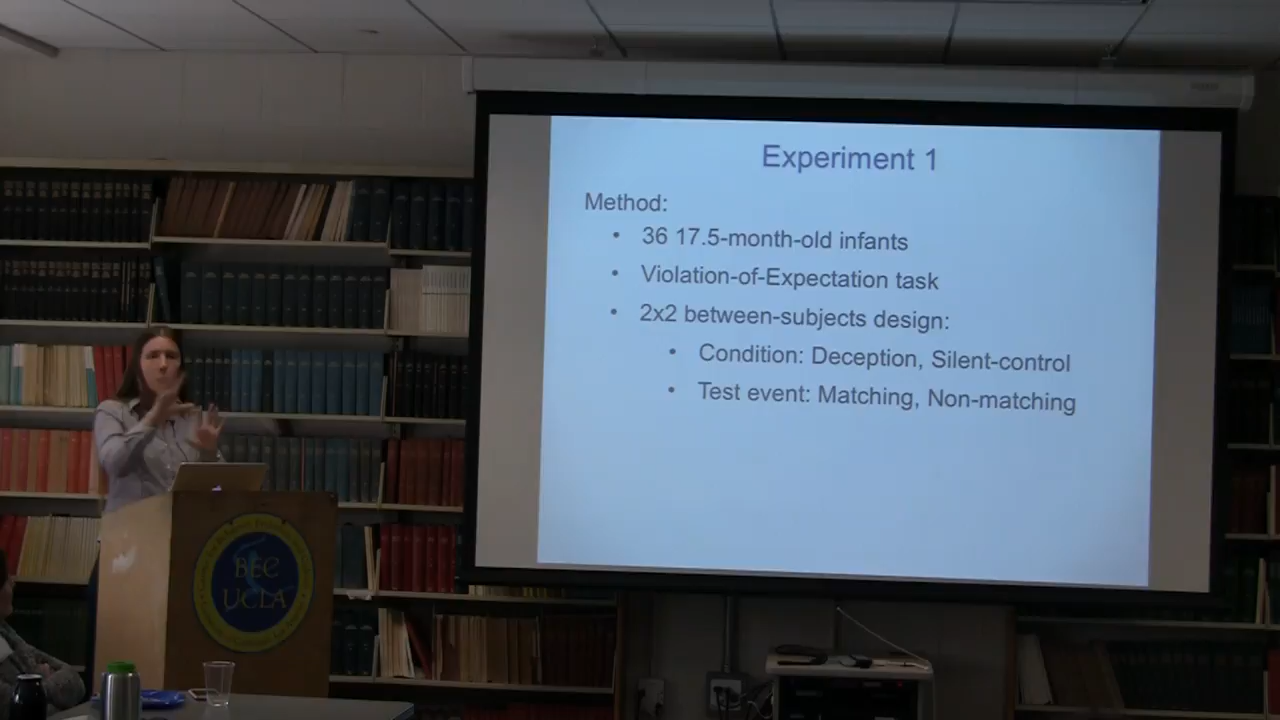 Experiment 1
Method:
• 36 17.5-month-old infants
• Violation-of-Expectation task
• 2x2 between-subjects design:
• Condition: Deception, Silent-control
• Test event: Matching, Non-matching
BEC
UCLA